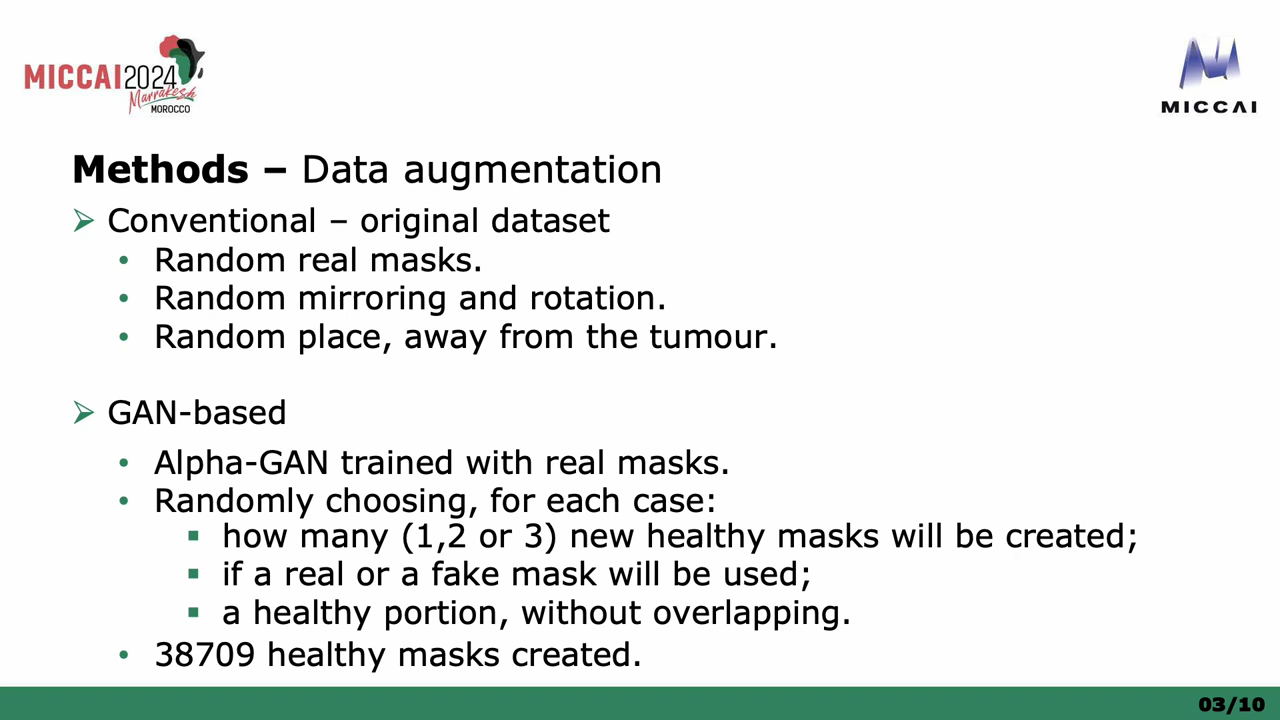 MICCAI2024
Marrakesh
MOROCCO
MICCAI
Methods – Data augmentation
Conventional – original dataset
Random real masks.
Random mirroring and rotation.
Random place, away from the tumour.
GAN-based
Alpha-GAN trained with real masks.
Randomly choosing, for each case:
how many (1,2 or 3) new healthy masks will be created;
if a real or a fake mask will be used;
a healthy portion, without overlapping.
38709 healthy masks created.
03/10